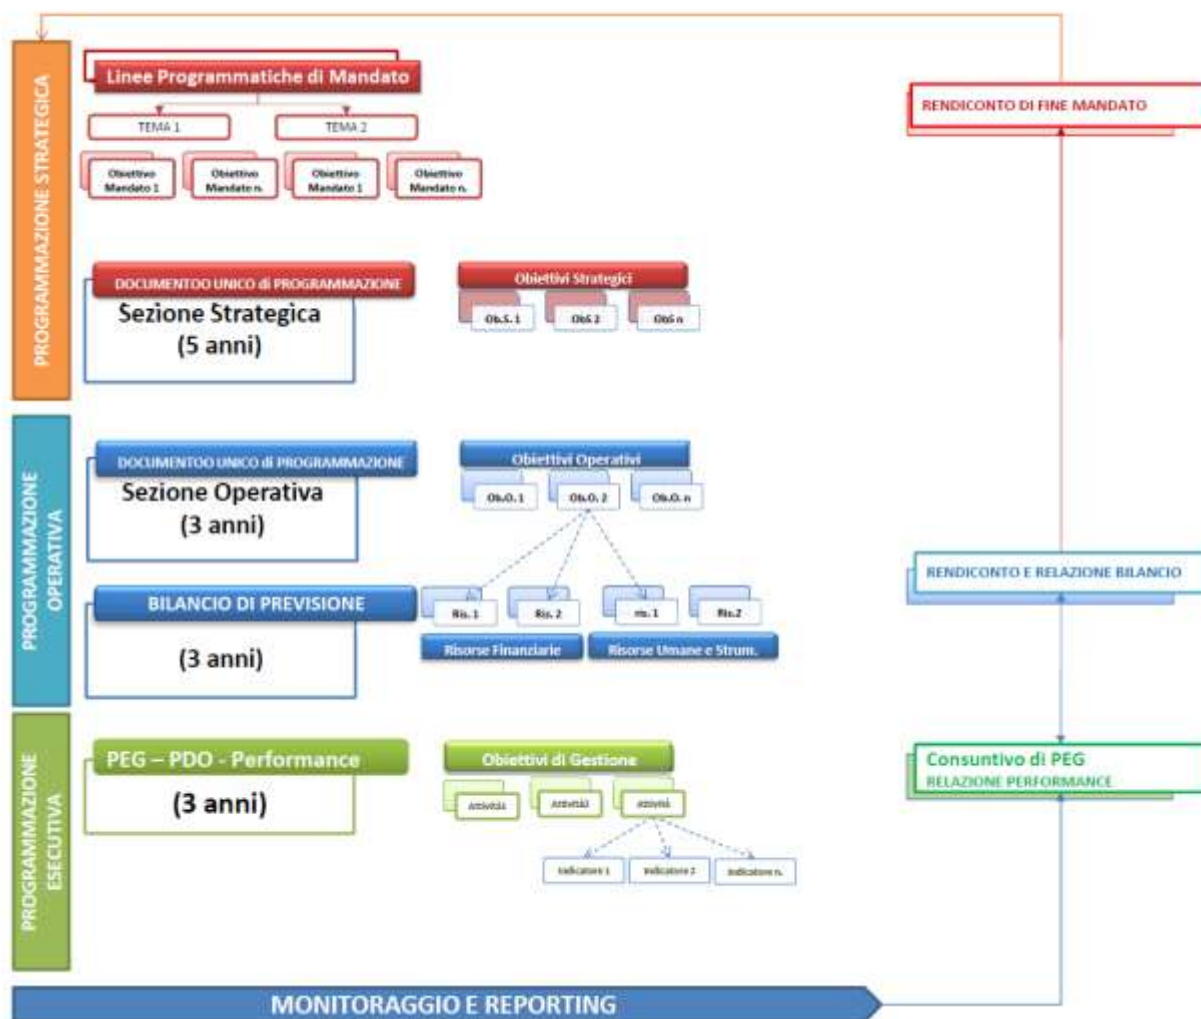 PROGRAMMAZIONE STRATEGICA
Linee Programmatiche di Mandato
TEMA 1
TEMA 2
Obiettivo
Mandato 1
Obiettivo
Mandato n.
Obiettivo
Mandato 1
Obiettivo
Mandato n.
RENDICONTO DI FINE MANDATO
DOCUMENTOO UNICO di PROGRAMMAZIONE
Sezione Strategica
(5 anni)
Obiettivi Strategici
Ob.S. 1
ObS 2
ObS n
PROGRAMMAZIONE
OPERATIVA
DOCUMENTOO UNICO di PROGRAMMAZIONE
Sezione Operativa
(3 anni)
Obiettivi Operativi
Ob.O. 1
Ob.O. 2
Ob.O. n
BILANCIO DI PREVISIONE
(3 anni)
Ris. 1
Ris. 2
ris. 1
Ris.2
Risorse Finanziarie
Risorse Umane e Strum.
RENDICONTO E RELAZIONE BILANCIO
PROGRAMMAZIONE
ESECUTIVA
PEG – PDO - Performance
(3 anni)
Obiettivi di Gestione
Attività
Indicatore 1
Indicatore 2
Indicatore n.
Consuntivo di PEG
RELAZIONE PERFORMANCE
MONITORAGGIO E REPORTING